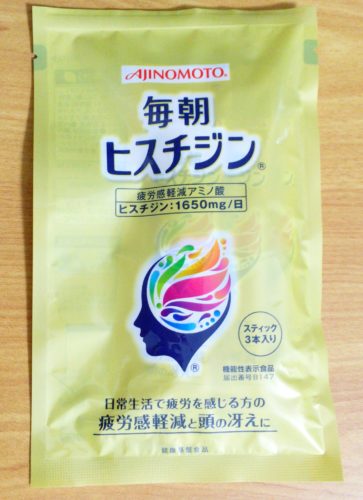 AJINOMOTO®
毎朝
ヒスチジン®
疲労感軽減アミノ酸
ヒスチジン:1650mg/日
®
スティック
3本入り
機能性表示食品
届出番号B147
日常生活で疲労を感じる方の
疲労感軽減と頭の冴えに